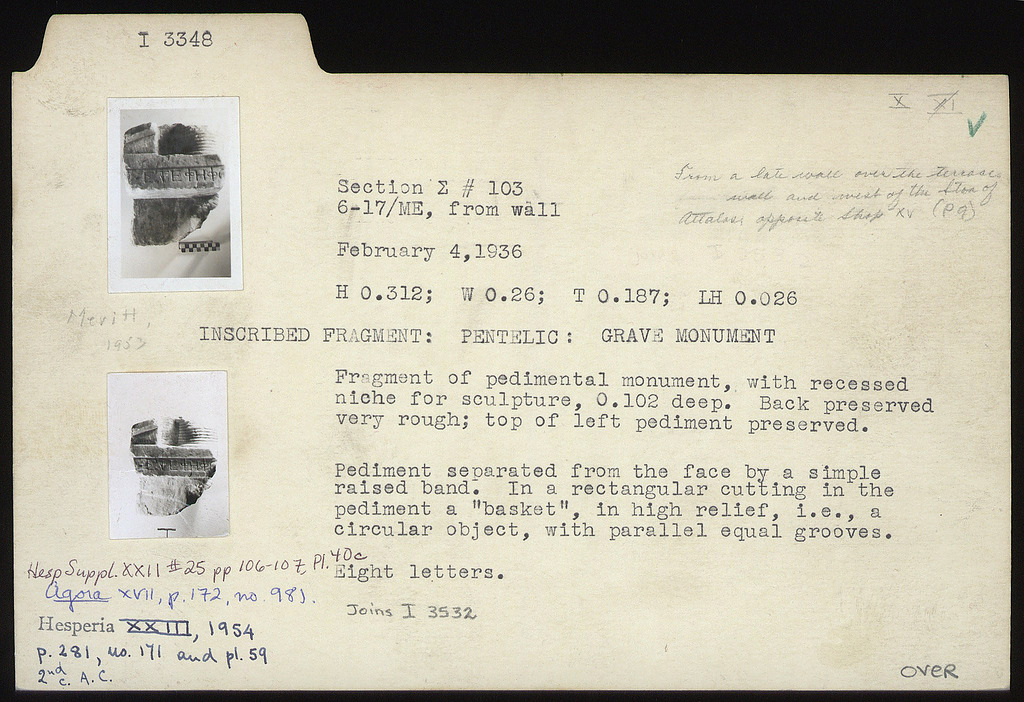 I 3348
X XI
From a late wall over the terrace
wall and west of the Stoa of
Attalos, opposite Shop XV (P 9)
Section Σ # 103
6-17/ΜΕ, from wall
February 4,1936
H 0.312; W 0.26; T 0.187; LH 0.026
Meritt,
1953
INSCRIBED FRAGMENT: PENTELIC: GRAVE MONUMENT
Fragment of pedimental monument, with recessed
niche for sculpture, 0.102 deep. Back preserved
very rough; top of left pediment preserved.
Pediment separated from the face by a simple
raised band. In a rectangular cutting in the
pediment a "basket", in high relief, i.e., a
circular object, with parallel equal grooves.
Eight letters.
Joins I 3532
Hesp Suppl. XXII #25 pp 106-107, Pl. 40c
Agora XVII, p. 172, no. 981.
Hesperia XXIII, 1954
p. 281, no. 171 and pl. 59
2nd c. A.C.
OVER